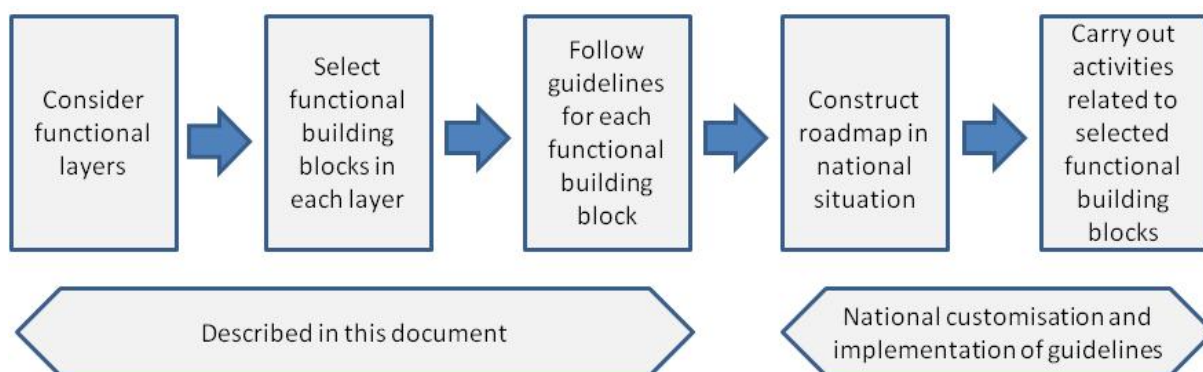 Consider
functional
layers
Select
functional
building
blocks in
each layer
Follow
guidelines
for each
functional
building
block
Construct
roadmap in
national
situation
Carry out
activities
related to
selected
functional
building
blocks
Described in this document
National customisation and
implementation of guidelines